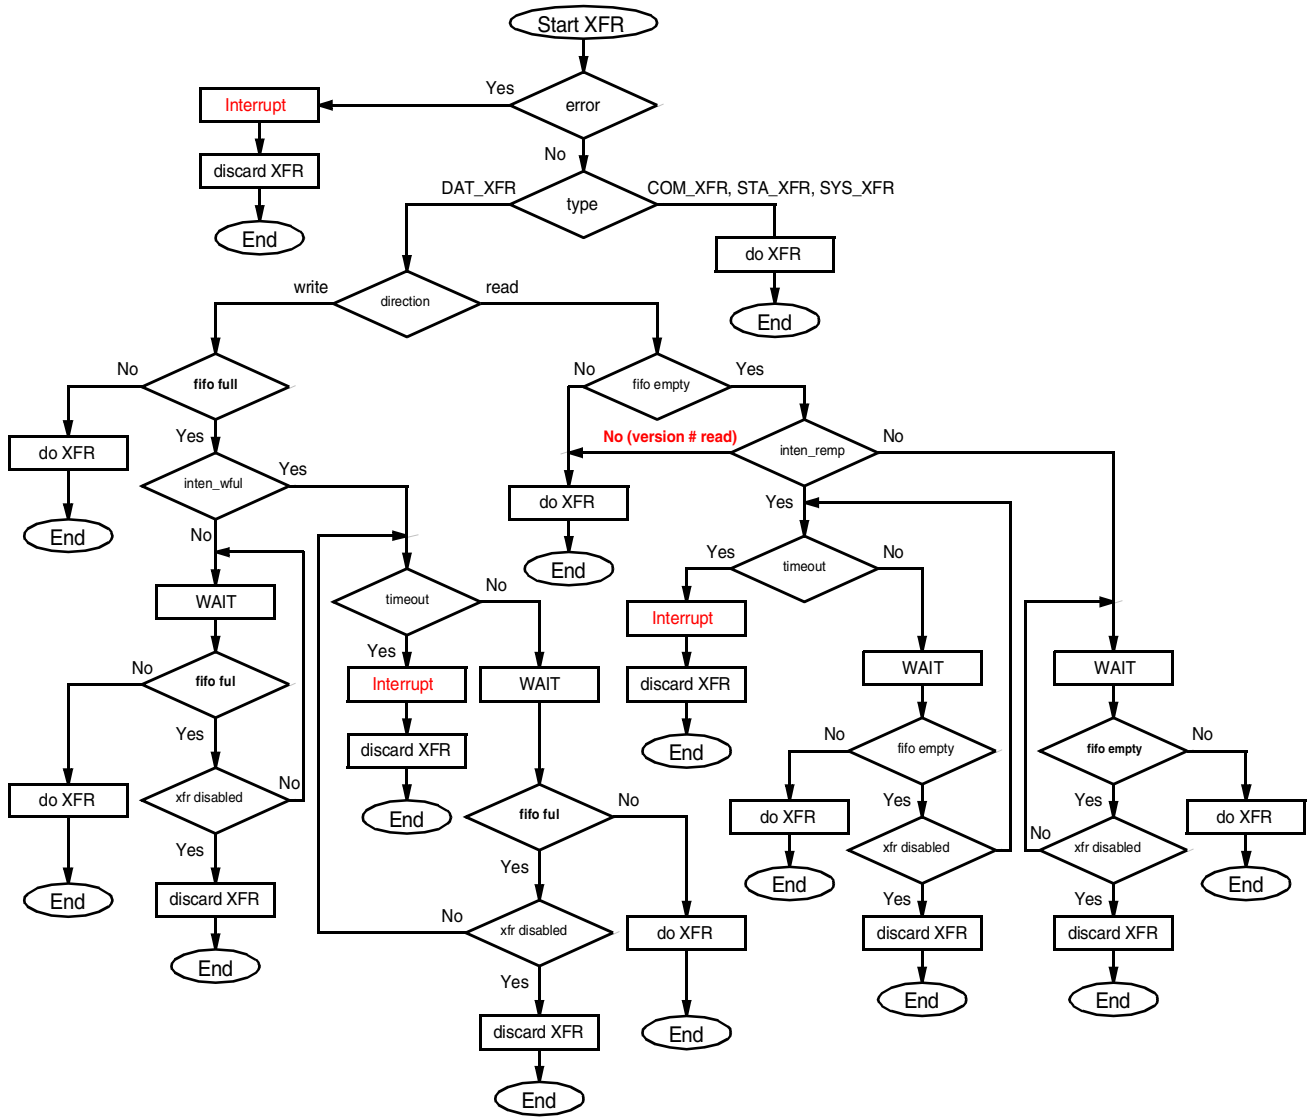 Start XFR
Yes
Interrupt
error
No
discard XFR
DAT_XFR
COM_XFR, STA_XFR, SYS_XFR
type
End
do XFR
write
direction
read
End
No
fifo full
No
fifo empty
Yes
Yes
No (version # read)
No
do XFR
inten_remp
inten_wful
Yes
Yes
do XFR
End
No
Yes
No
End
timeout
WAIT
timeout
No
Interrupt
Yes
No
fifo ful
WAIT
WAIT
Interrupt
WAIT
discard XFR
Yes
No
No
End
discard XFR
fifo empty
fifo empty
xfr disabled
No
do XFR
Yes
Yes
End
fifo ful
No
do XFR
do XFR
No
Yes
xfr disabled
xfr disabled
Yes
End
End
End
discard XFR
Yes
Yes
No
xfr disabled
do XFR
discard XFR
discard XFR
End
Yes
End
End
discard XFR
End
End